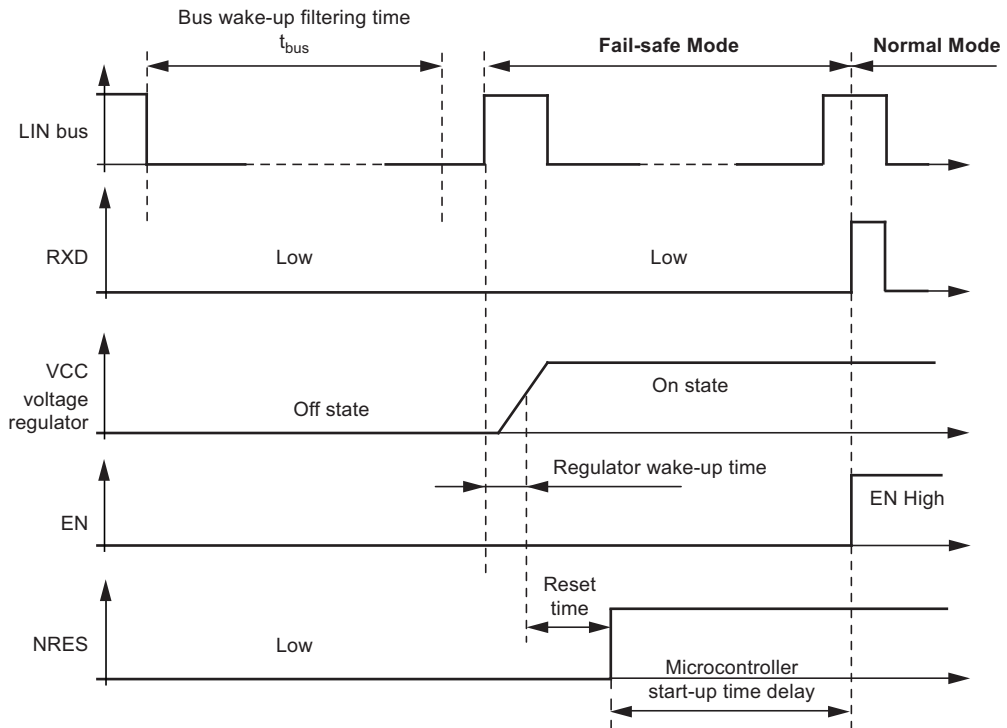 Bus wake-up filtering time
tbus
Fail-safe Mode
Normal Mode
LIN bus
RXD
Low
Low
VCC
voltage
regulator
Off state
On state
Regulator wake-up time
EN
EN High
Reset
time
NRES
Low
Microcontroller
start-up time delay